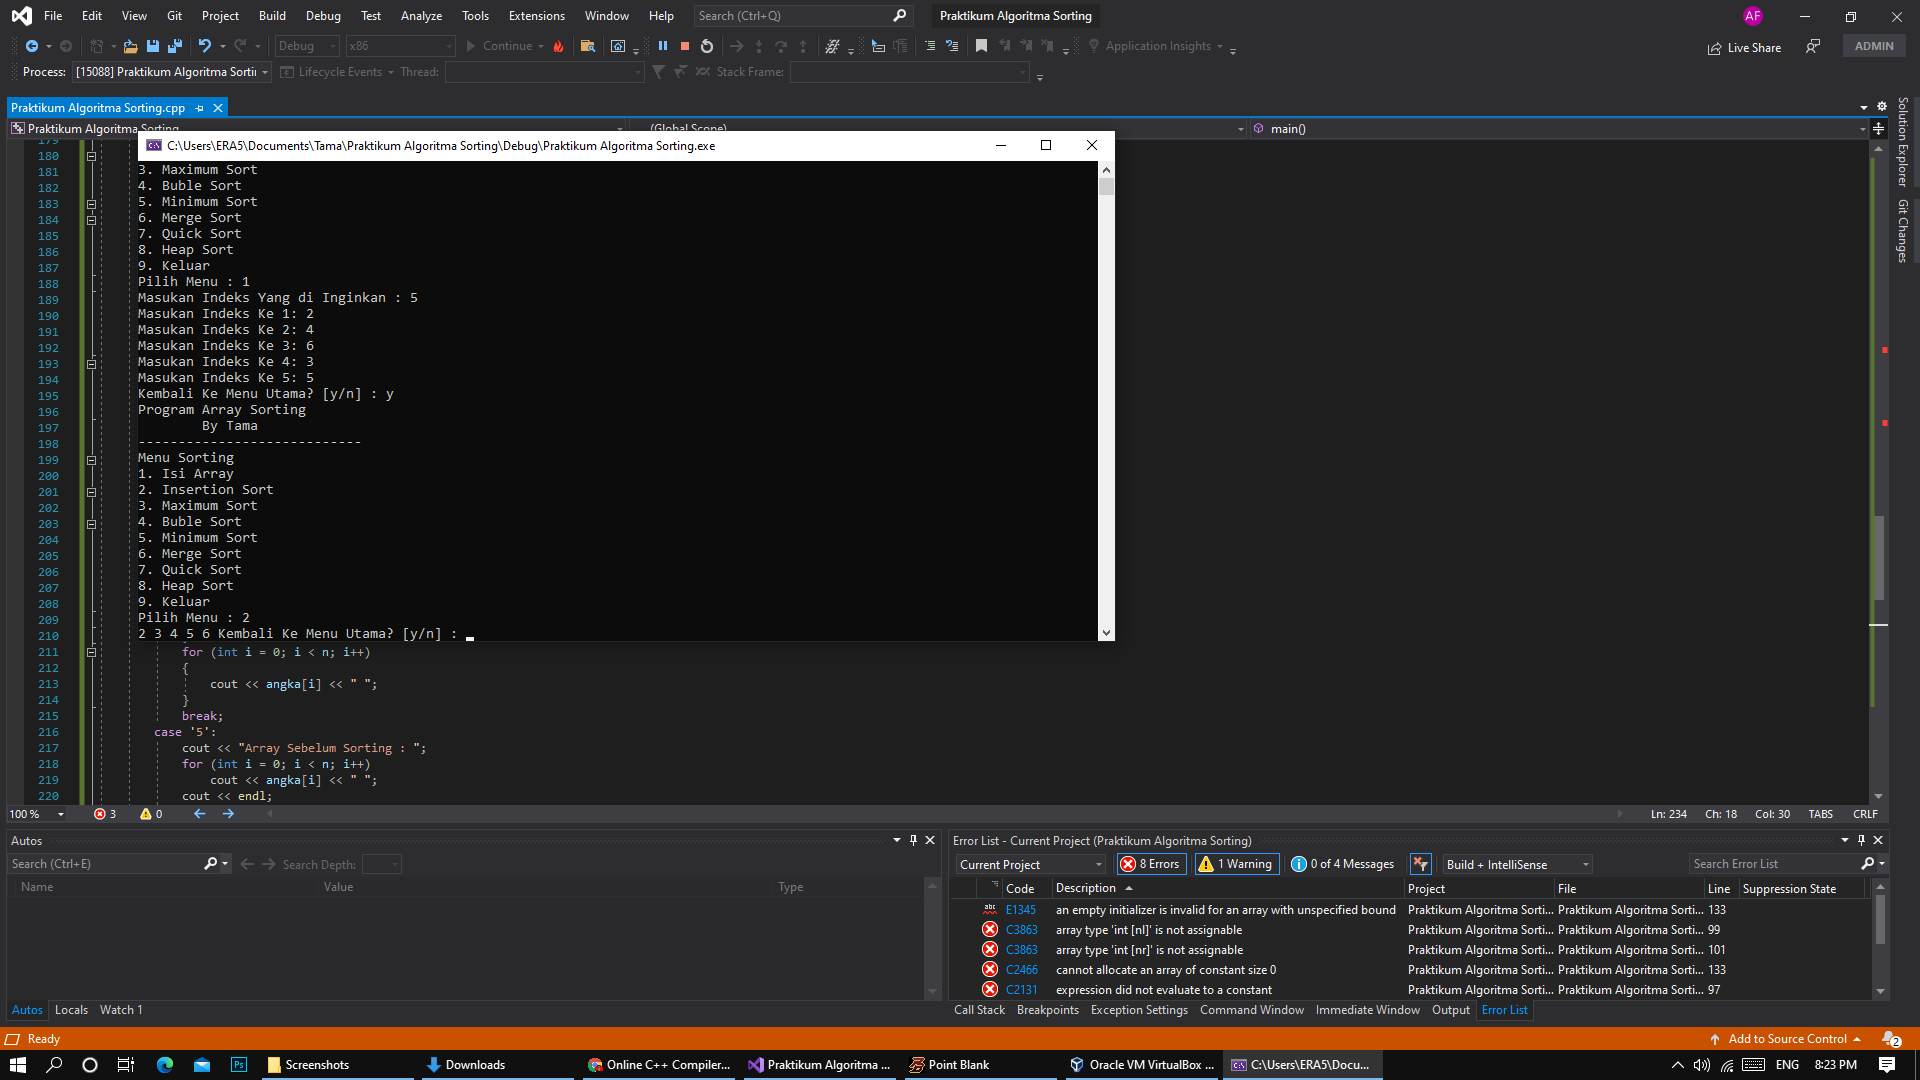 File Edit View Git Project Build Debug Test Analyze Tools Extensions Window Help Search (Ctrl+Q) Praktikum Algoritma Sorting AF
Debug x86 Continue Application Insights Live Share ADMIN
Process: [15088] Praktikum Algoritma Sortir Lifecycle Events Thread: Stack Frame:
Praktikum Algoritma Sorting.cpp
Praktikum Algoritma Sorting (Global Scope) main()
Solution Explorer
Git Changes
C:\Users\ERA5\Documents\Tama\Praktikum Algoritma Sorting\Debug\Praktikum Algoritma Sorting.exe
3. Maximum Sort
4. Buble Sort
5. Minimum Sort
6. Merge Sort
7. Quick Sort
8. Heap Sort
9. Keluar
Pilih Menu : 1
Masukan Indeks Yang di Inginkan : 5
Masukan Indeks Ke 1: 2
Masukan Indeks Ke 2: 4
Masukan Indeks Ke 3: 6
Masukan Indeks Ke 4: 3
Masukan Indeks Ke 5: 5
Kembali Ke Menu Utama? [y/n] : y
Program Array Sorting
By Tama
----------------------------
Menu Sorting
1. Isi Array
2. Insertion Sort
3. Maximum Sort
4. Buble Sort
5. Minimum Sort
6. Merge Sort
7. Quick Sort
8. Heap Sort
9. Keluar
Pilih Menu : 2
2 3 4 5 6 Kembali Ke Menu Utama? [y/n] :
179
180
181
182
183
184
185
186
187
188
189
190
191
192
193
194
195
196
197
198
199
200
201
202
203
204
205
206
207
208
209
210
211 for (int i = 0; i < n; i++)
212 {
213 cout << angka[i] << " ";
214 }
215 break;
216 case '5':
217 cout << "Array Sebelum Sorting : ";
218 for (int i = 0; i < n; i++)
219 cout << angka[i] << " ";
220 cout << endl;
100 % 3 0 Ln: 234 Ch: 18 Col: 30 TABS CRLF
Autos
Search (Ctrl+E) Search Depth:
Name Value Type
Autos Locals Watch 1
Error List - Current Project (Praktikum Algoritma Sorting)
Current Project 8 Errors 1 Warning 0 of 4 Messages Build + IntelliSense Search Error List
Code Description Project File Line Suppression State
abc E1345 an empty initializer is invalid for an array with unspecified bound Praktikum Algoritma Sorti... Praktikum Algoritma Sorti... 133
C3863 array type 'int [nl]' is not assignable Praktikum Algoritma Sorti... Praktikum Algoritma Sorti... 99
C3863 array type 'int [nr]' is not assignable Praktikum Algoritma Sorti... Praktikum Algoritma Sorti... 101
C2466 cannot allocate an array of constant size 0 Praktikum Algoritma Sorti... Praktikum Algoritma Sorti... 133
C2131 expression did not evaluate to a constant Praktikum Algoritma Sorti... Praktikum Algoritma Sorti... 97
Call Stack Breakpoints Exception Settings Command Window Immediate Window Output Error List
Ready Add to Source Control 2
Ps Screenshots Downloads Online C++ Compiler... Praktikum Algoritma ... Point Blank Oracle VM VirtualBox ... C:\Users\ERA5\Docu... ENG 8:23 PM